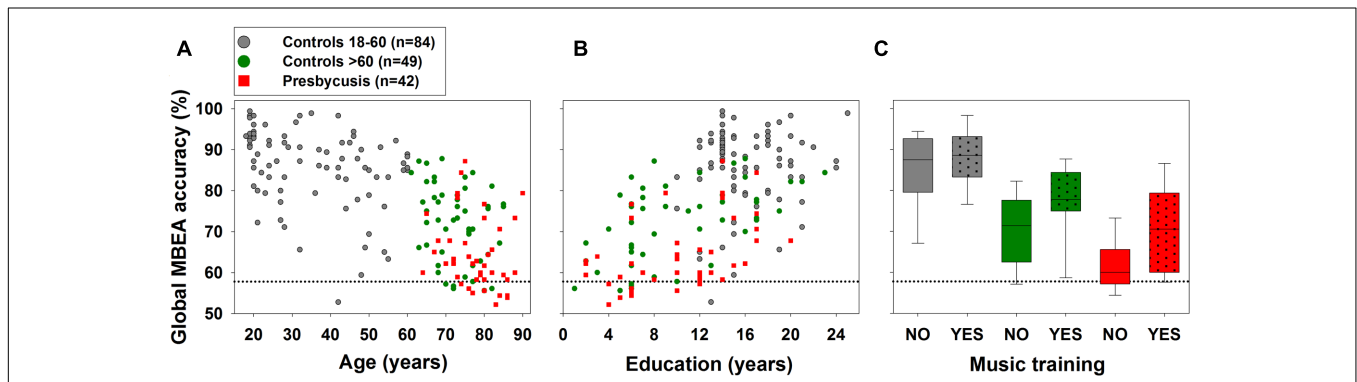 A
Controls 18-60 (n=84)
Controls >60 (n=49)
Presbycusis (n=42)
B
C
Global MBEA accuracy (%)
100
90
80
70
60
50
20 30 40 50 60 70 80 90
Age (years)
0 4 8 12 16 20 24
Education (years)
NO YES NO YES NO YES
Music training